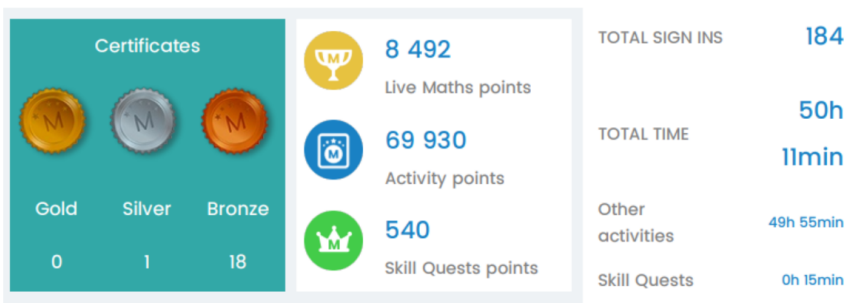 Certificates
M M M
Gold Silver Bronze
0 1 18
M
8 492
Live Maths points
M
69 930
Activity points
M
540
Skill Quests points
TOTAL SIGN INS 184
TOTAL TIME 50h
11min
Other
activities 49h 55min
Skill Quests 0h 15min